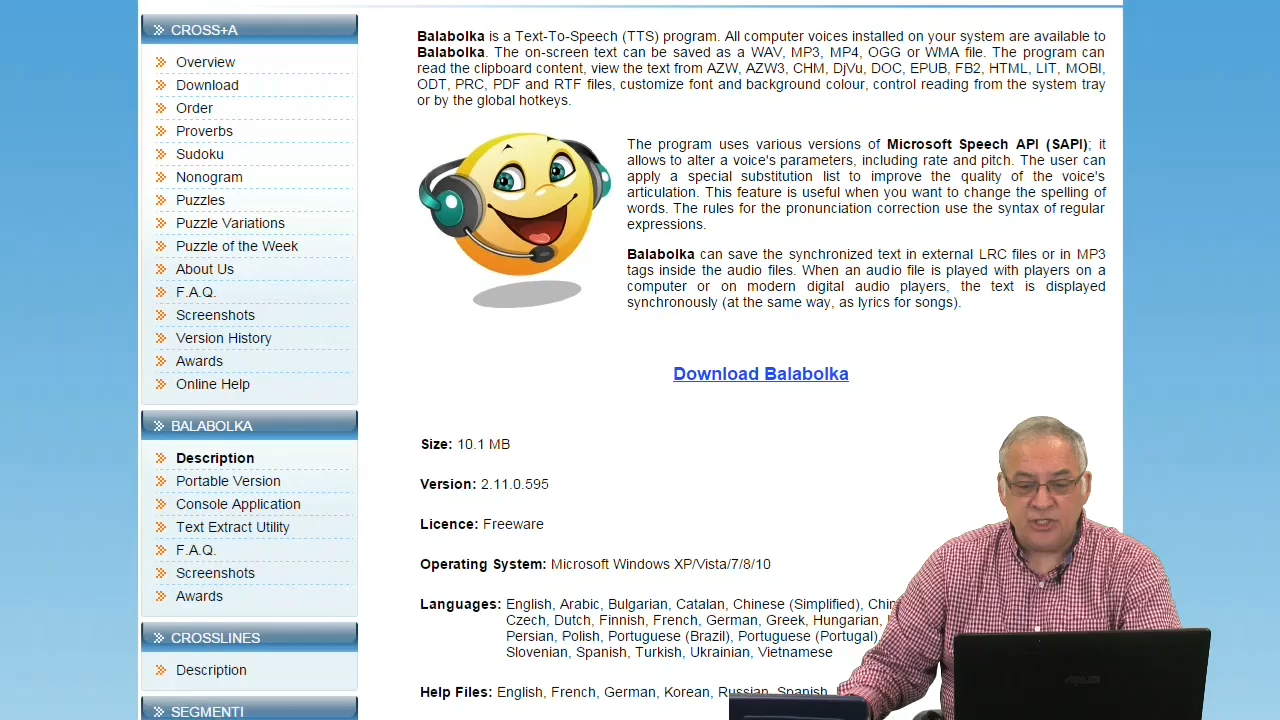 CROSS+A
Overview
Download
Order
Proverbs
Sudoku
Nonogram
Puzzles
Puzzle Variations
Puzzle of the Week
About Us
F.A.Q.
Screenshots
Version History
Awards
Online Help
BALABOLKA
Description
Portable Version
Console Application
Text Extract Utility
F.A.Q.
Screenshots
Awards
CROSSLINES
Description
SEGMENTI
Balabolka is a Text-To-Speech (TTS) program. All computer voices installed on your system are available to
Balabolka. The on-screen text can be saved as a WAV, MP3, MP4, OGG or WMA file. The program can
read the clipboard content, view the text from AZW, AZW3, CHM, DjVu, DOC, EPUB, FB2, HTML, LIT, MOBI,
ODT, PRC, PDF and RTF files, customize font and background colour, control reading from the system tray
or by the global hotkeys.
The program uses various versions of Microsoft Speech API (SAPI); it
allows to alter a voice's parameters, including rate and pitch. The user can
apply a special substitution list to improve the quality of the voice's
articulation. This feature is useful when you want to change the spelling of
words. The rules for the pronunciation correction use the syntax of regular
expressions.
Balabolka can save the synchronized text in external LRC files or in MP3
tags inside the audio files. When an audio file is played with players on a
computer or on modern digital audio players, the text is displayed
synchronously (at the same way, as lyrics for songs).
Download Balabolka
Size: 10.1 MB
Version: 2.11.0.595
Licence: Freeware
Operating System: Microsoft Windows XP/Vista/7/8/10
Languages: English, Arabic, Bulgarian, Catalan, Chinese (Simplified),
Czech, Dutch, Finnish, French, German, Greek, Hungarian,
Persian, Polish, Portuguese (Brazil), Portuguese (Portugal),
Slovenian, Spanish, Turkish, Ukrainian, Vietnamese
Help Files: English, French, German, Korean, Russian, Spanish,
ASUS